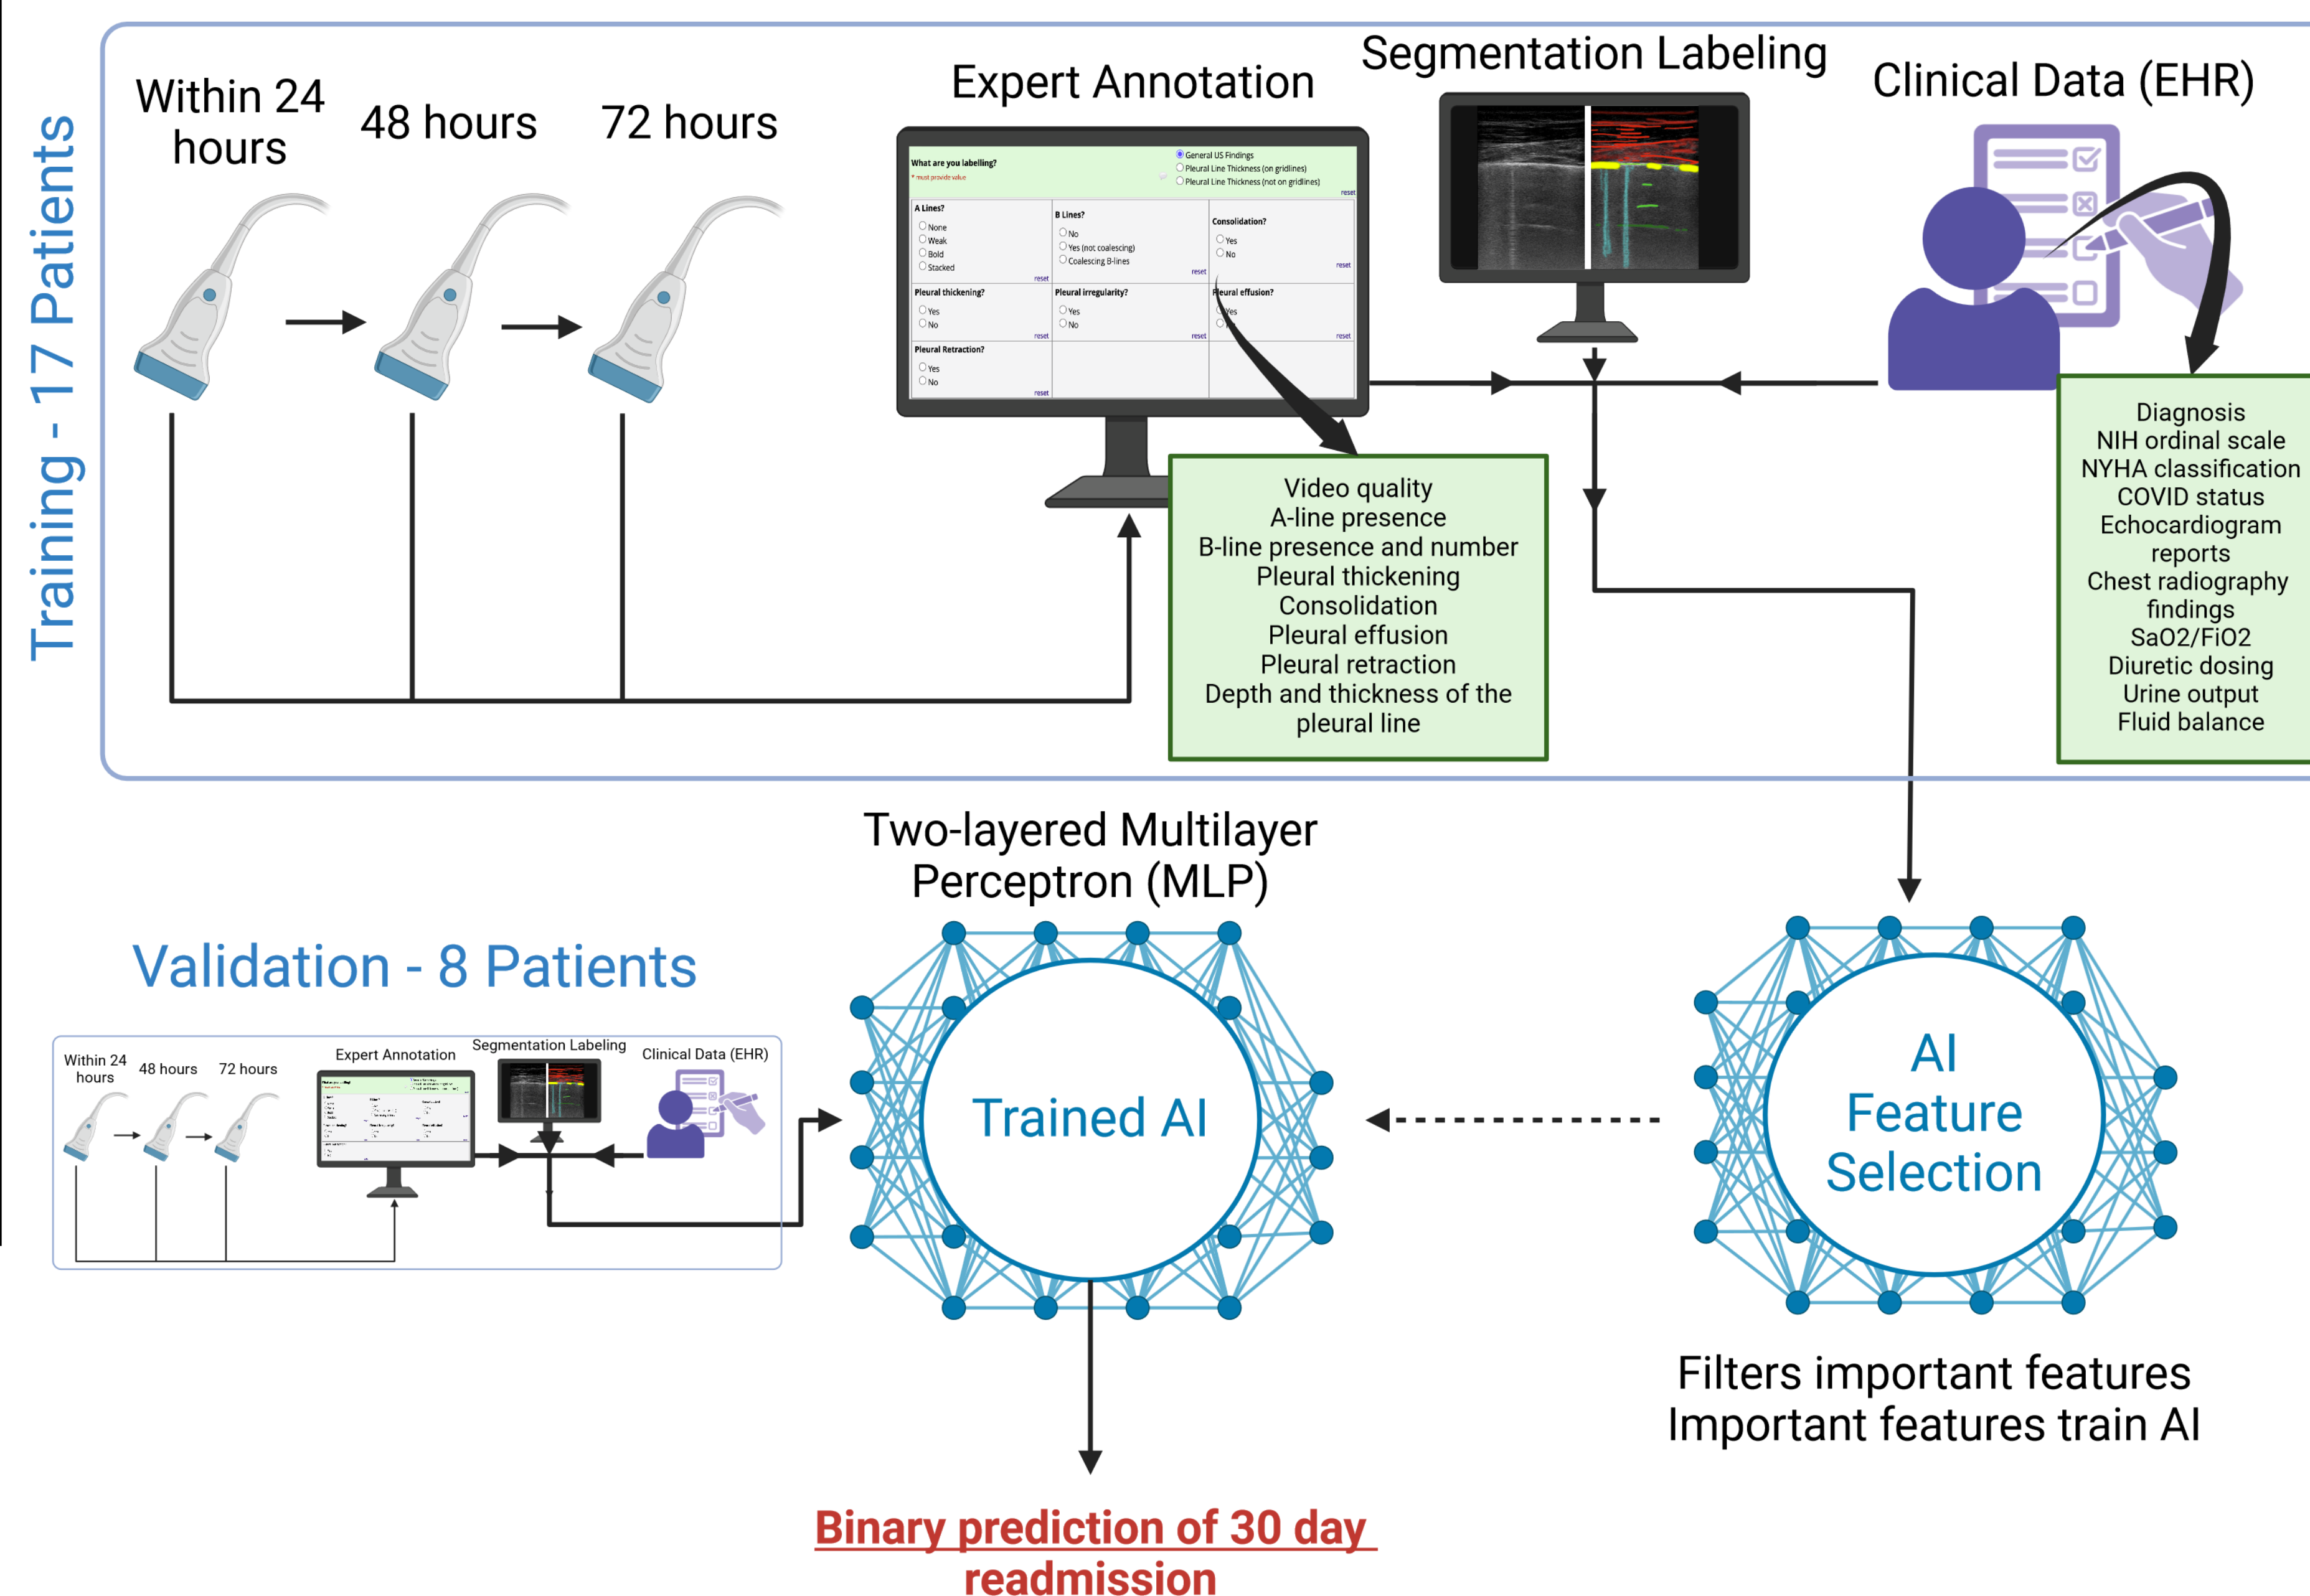 Training - 17 Patients
Within 24
hours
48 hours
72 hours
Expert Annotation
Segmentation Labeling
Clinical Data (EHR)
What are you labelling?
* must provide value
General US Findings
Pleural Line Thickness (on gridlines)
Pleural Line Thickness (not on gridlines)
reset
A Lines?
None
Weak
Bold
Stacked
reset
B Lines?
No
Yes (not coalescing)
Coalescing B-lines
reset
Consolidation?
Yes
No
reset
Pleural thickening?
Yes
No
reset
Pleural irregularity?
Yes
No
reset
Pleural effusion?
Yes
reset
Pleural Retraction?
Yes
No
reset
Video quality
A-line presence
B-line presence and number
Pleural thickening
Consolidation
Pleural effusion
Pleural retraction
Depth and thickness of the
pleural line
Diagnosis
NIH ordinal scale
NYHA classification
COVID status
Echocardiogram
reports
Chest radiography
findings
SaO2/FiO2
Diuretic dosing
Urine output
Fluid balance
Two-layered Multilayer
Perceptron (MLP)
Validation - 8 Patients
Within 24
hours
48 hours
72 hours
Expert Annotation
Segmentation Labeling
Clinical Data (EHR)
Trained AI
AI
Feature
Selection
Filters important features
Important features train AI
Binary prediction of 30 day
readmission